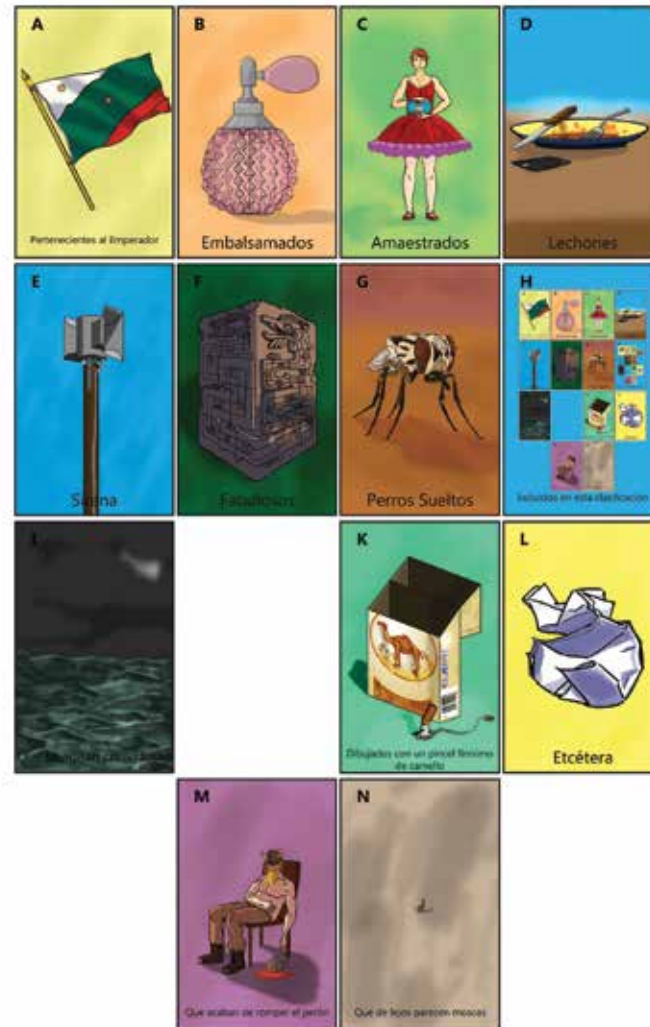 A
Pertenecientes al Emperador
B
Embalsamados
C
Amaestrados
D
Lechones
E
Sirena
F
Fabulosos
G
Perros Sueltos
H
Incluidos en esta clasificación
I
K
Dibujados con un pincel finísimo
de camello
L
Etcétera
M
Que acaban de romper el jarrón
N
Que de lejos parecen moscas